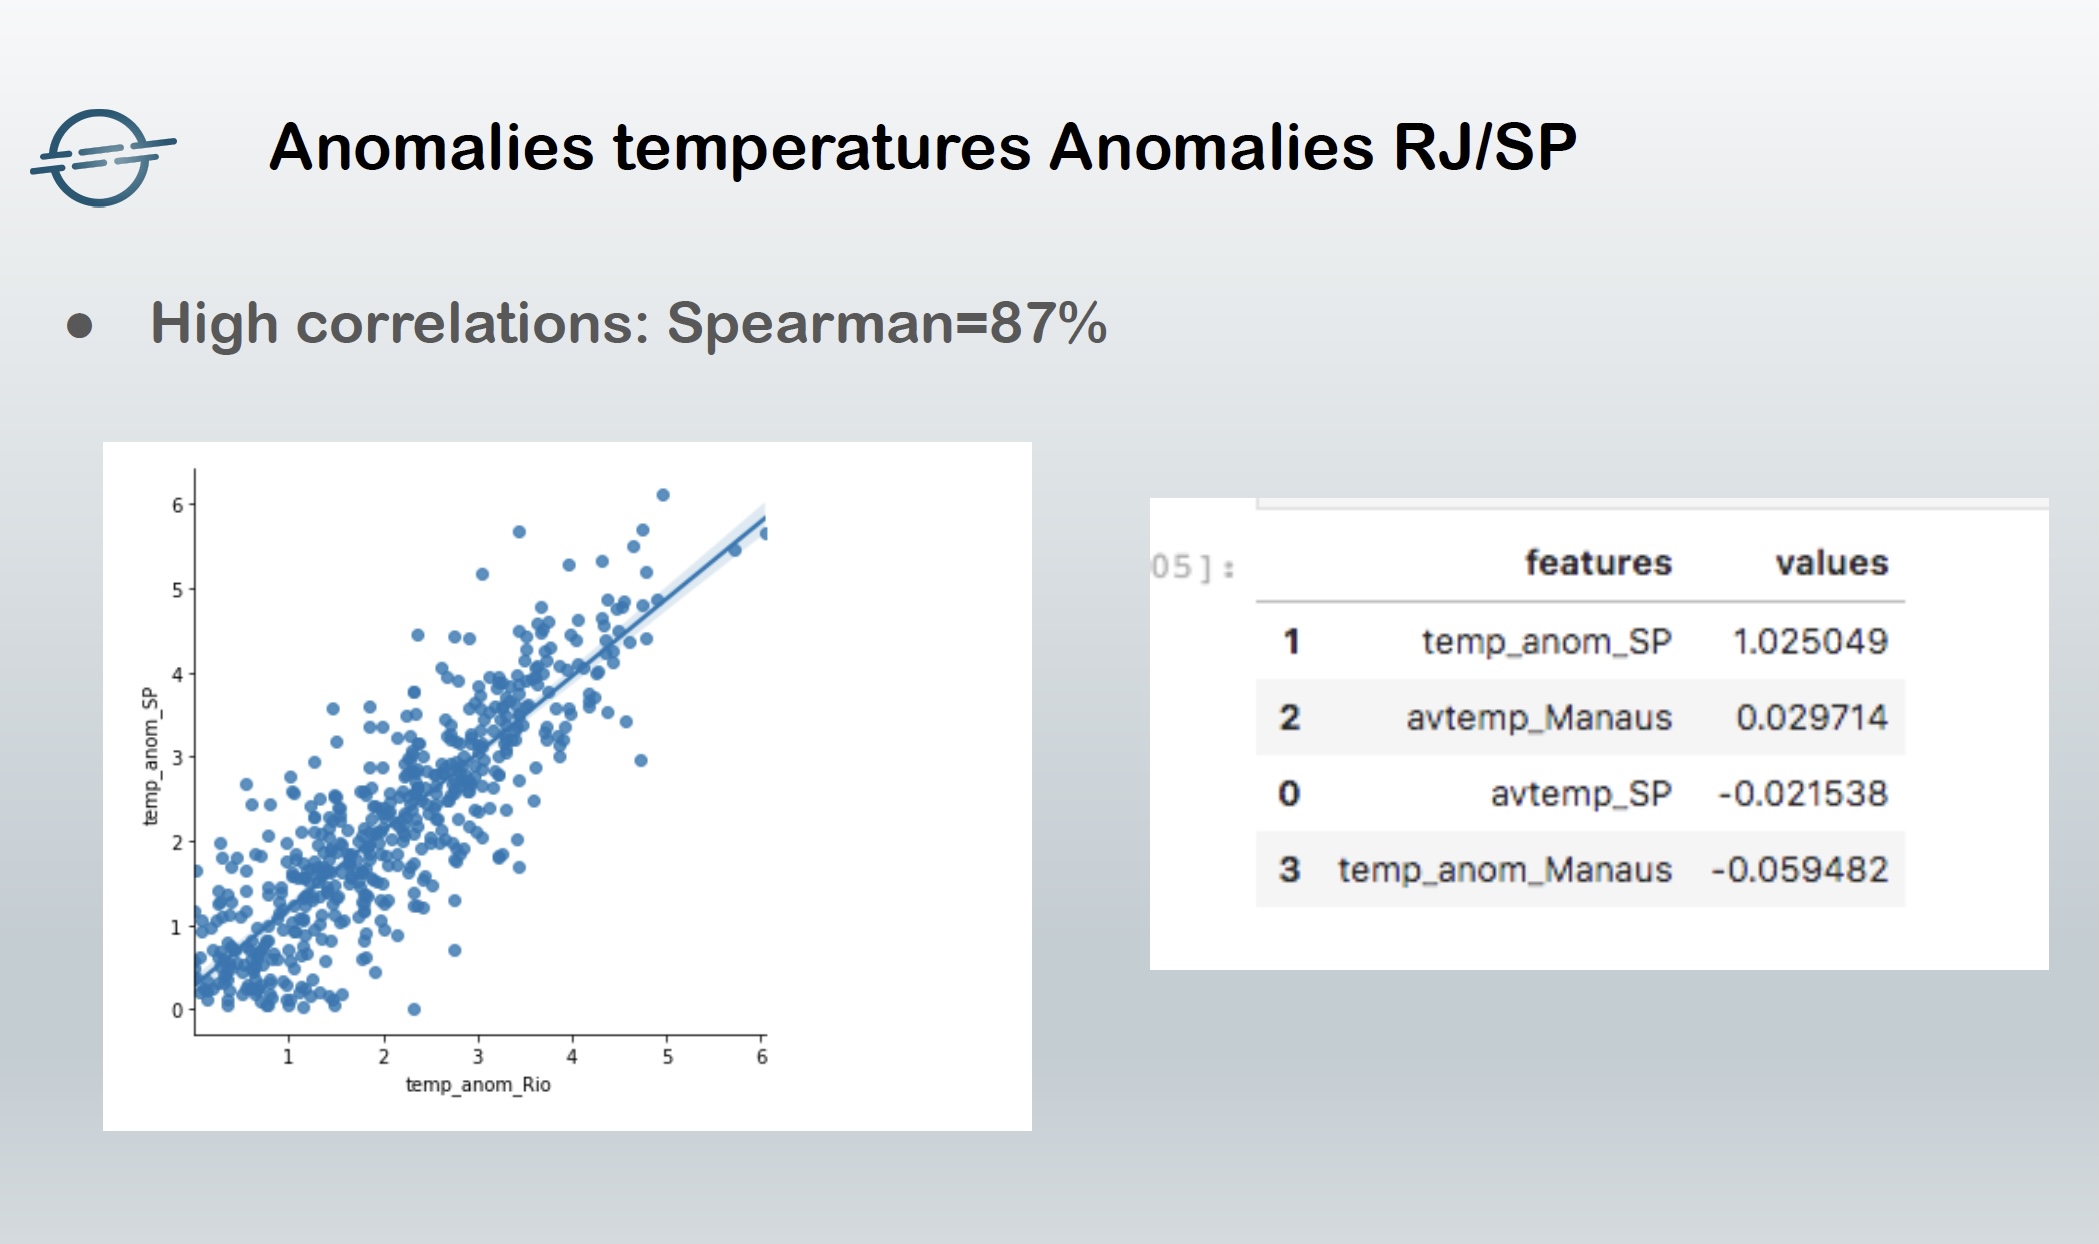 Anomalies temperatures Anomalies RJ/SP
● High correlations: Spearman=87%
6
5
4
3
2
1
0
temp_anom_SP
1 2 3 4 5 6
temp_anom_Rio
05]:
features values
1 temp_anom_SP 1.025049
2 avtemp_Manaus 0.029714
0 avtemp_SP -0.021538
3 temp_anom_Manaus -0.059482